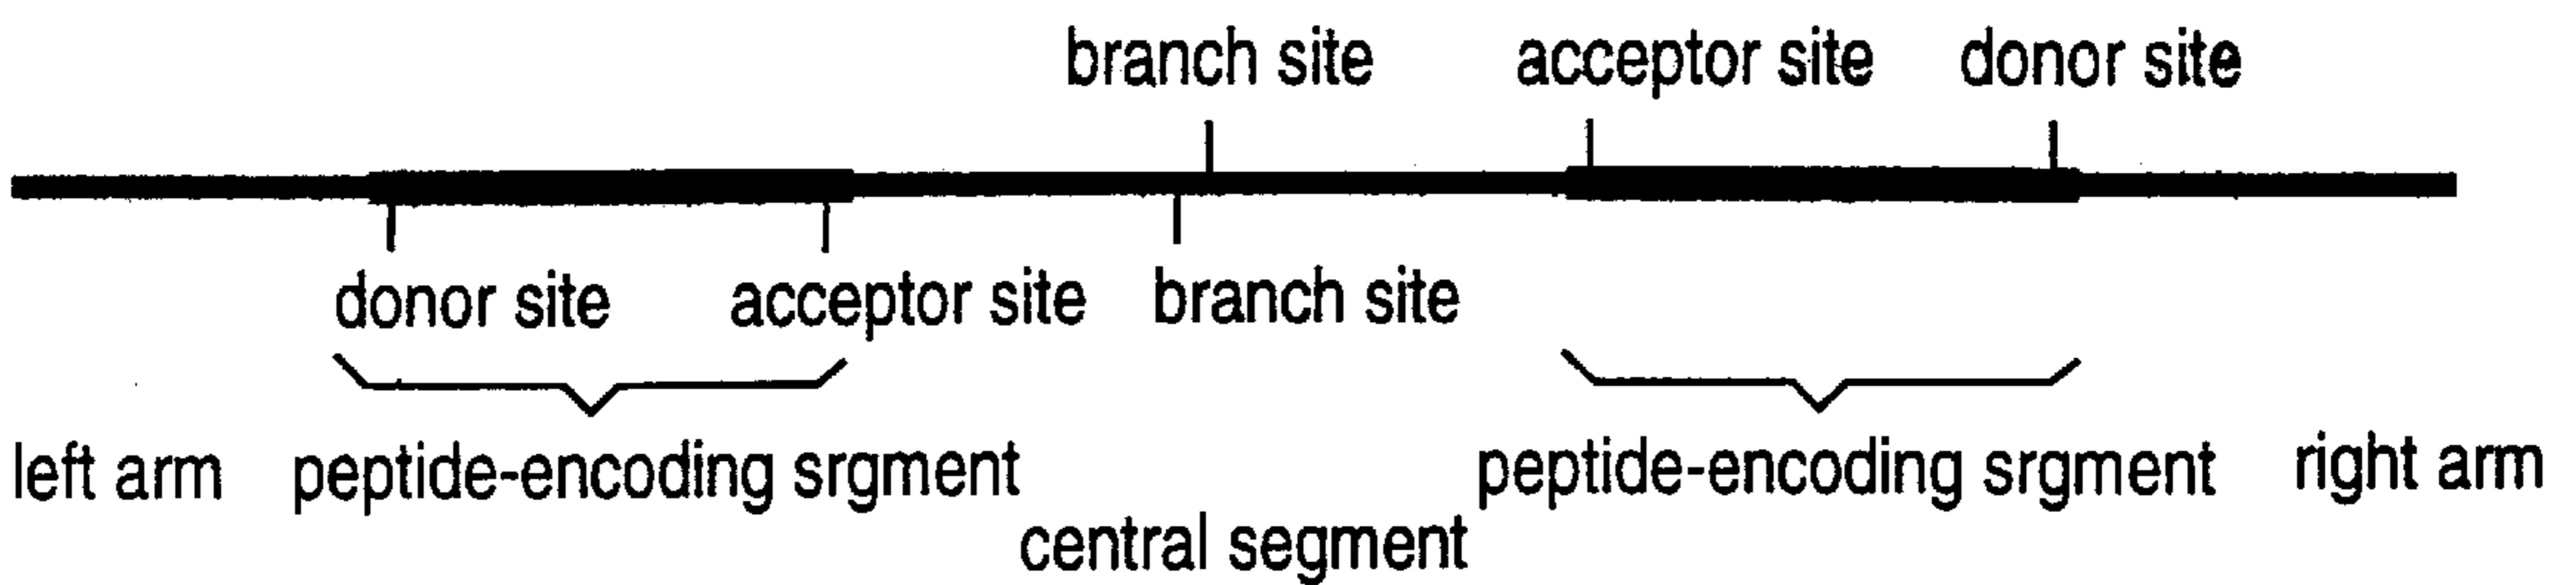 branch site acceptor site donor site
donor site acceptor site branch site
left arm peptide-encoding srgment peptide-encoding srgment right arm
central segment